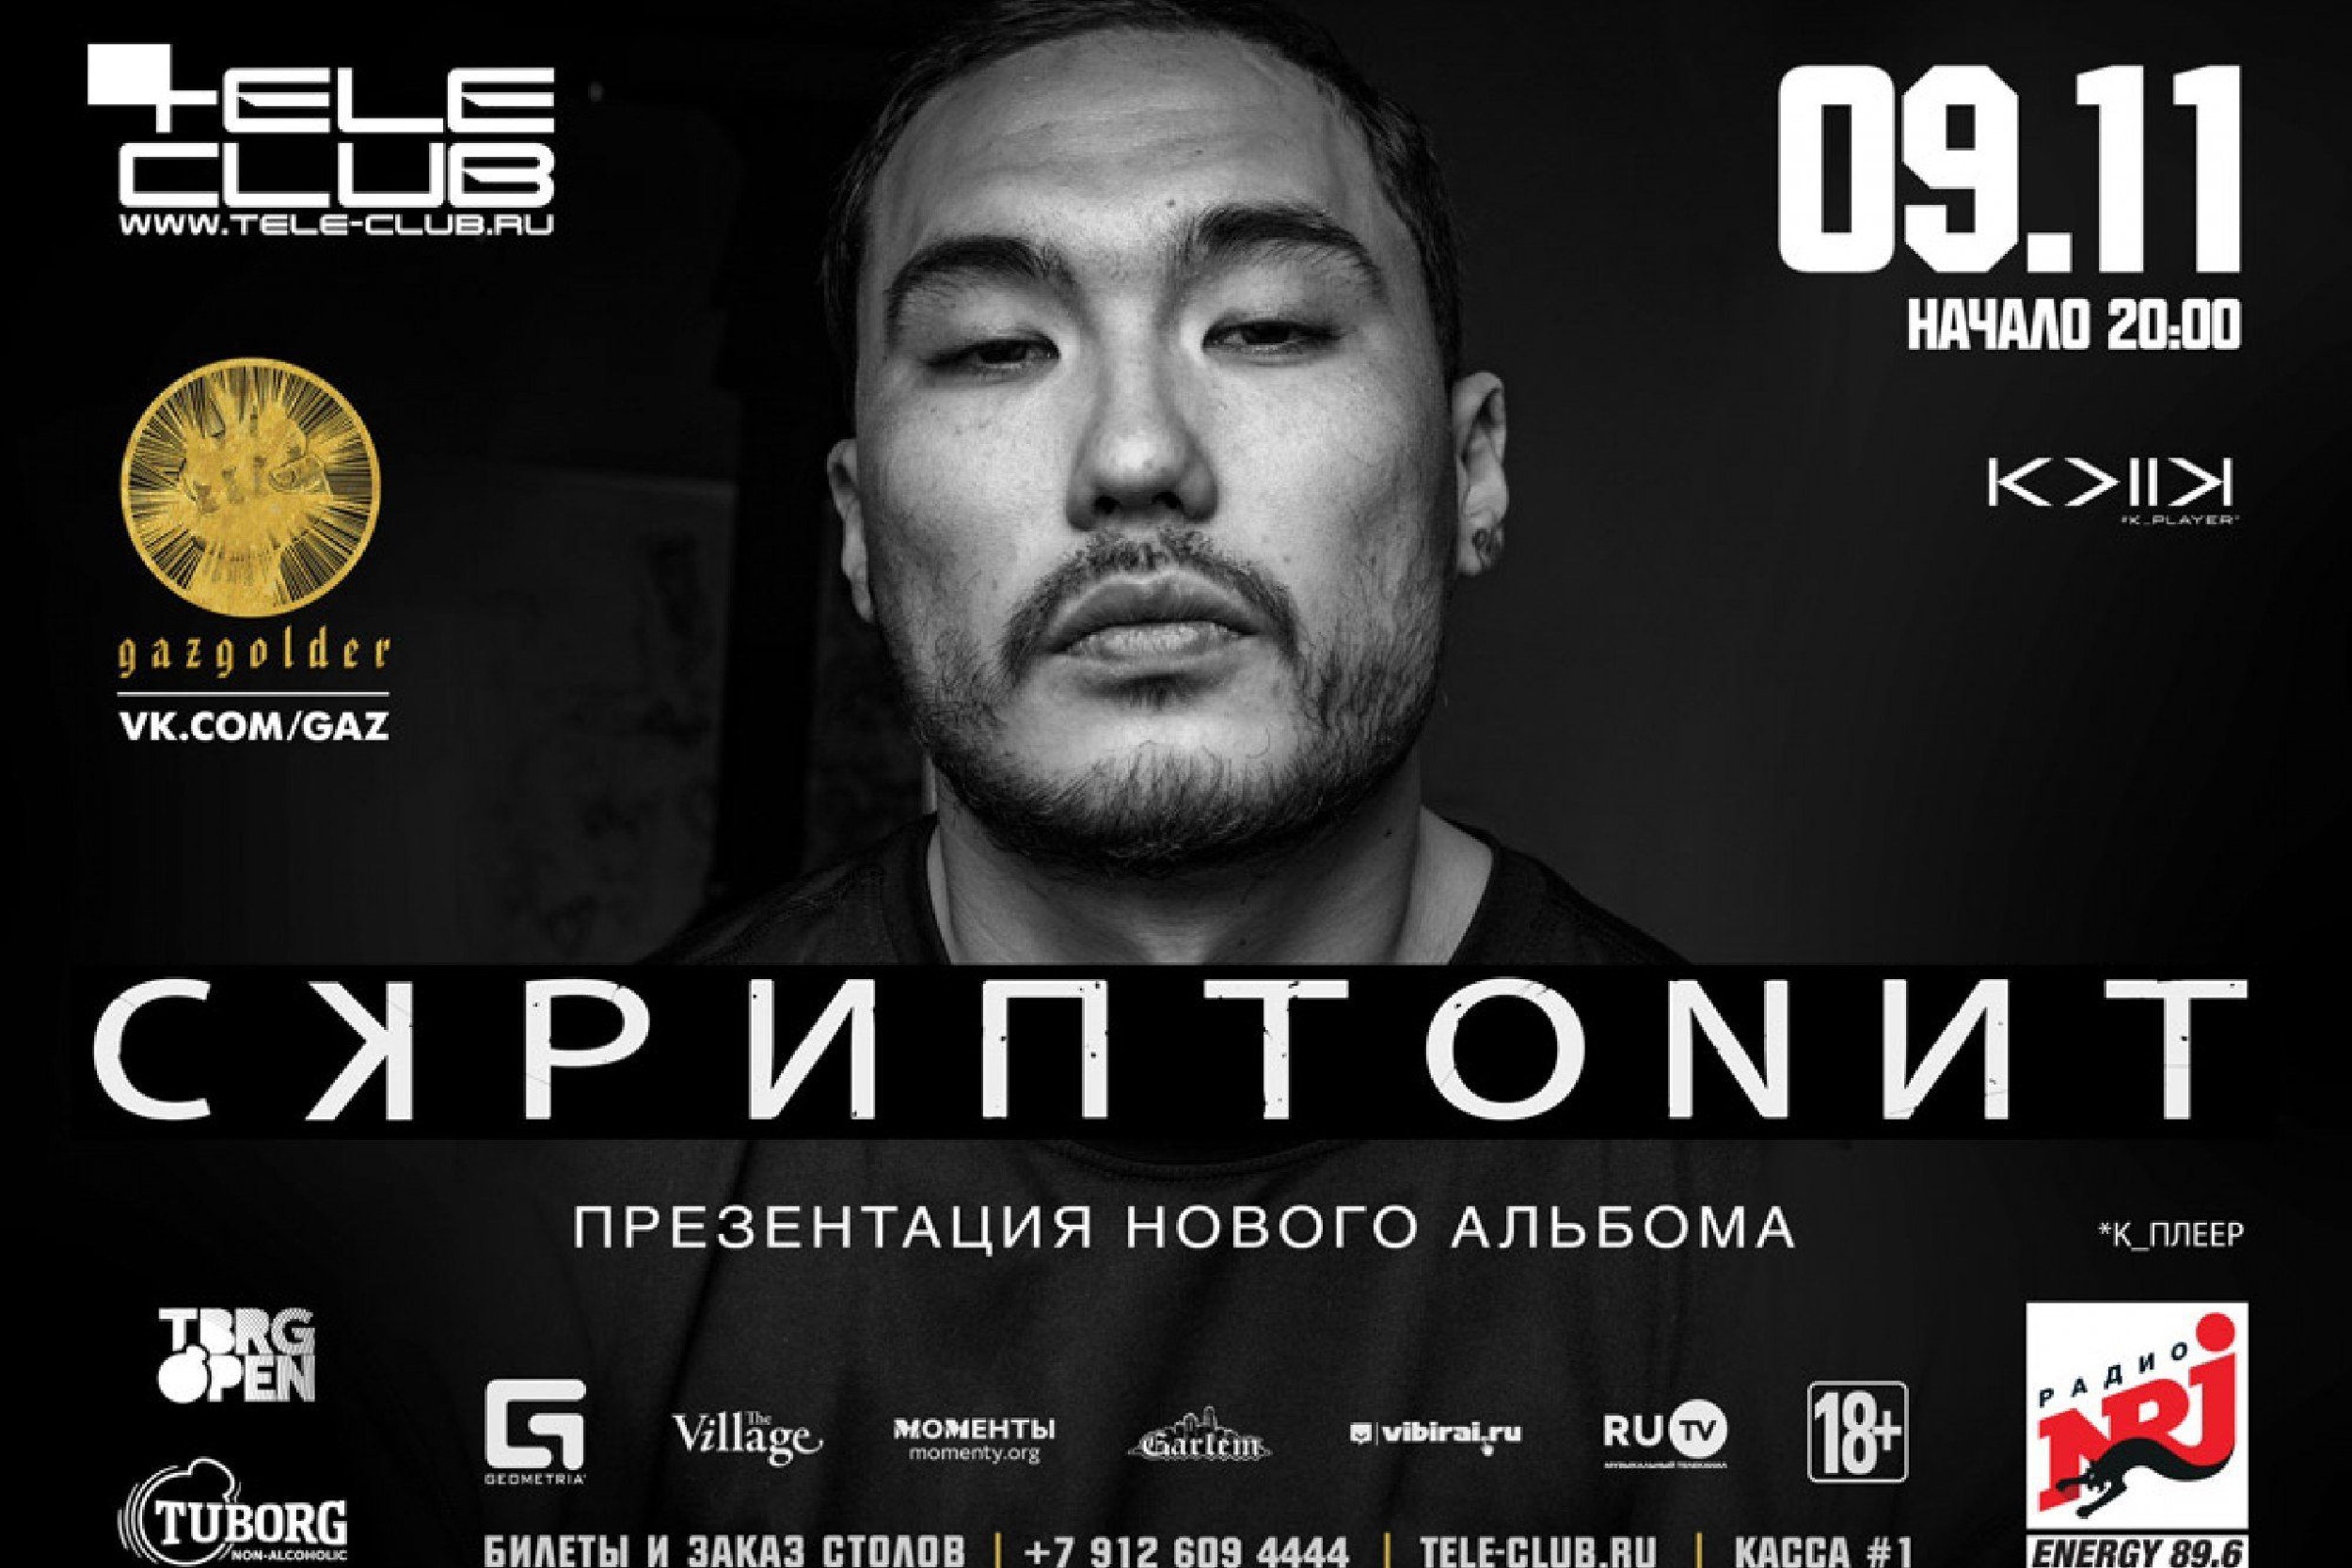 TELE
CLUB
WWW.TELE-CLUB.RU
09.11
НАЧАЛО 20:00
gazgolder
VK.COM/GAZ
"K_PLAYER"
СКРИПТОNИТ
ПРЕЗЕНТАЦИЯ НОВОГО АЛЬБОМА
*К_ПЛЕЕР
TBRG
OPEN
TUBORG
NON-ALCOHOLIC
GEOMETRIA
The
Village
МОМЕНТЫ
momenty.org
Garlem
vibirai.ru
RU TV
МУЗЫКАЛЬНЫЙ ТЕЛЕКАНАЛ
18+
РАДИО
NRJ
ENERGY 89.6
БИЛЕТЫ И ЗАКАЗ СТОЛОВ | +7 912 609 4444 | TELE-CLUB.RU | КАССА #1